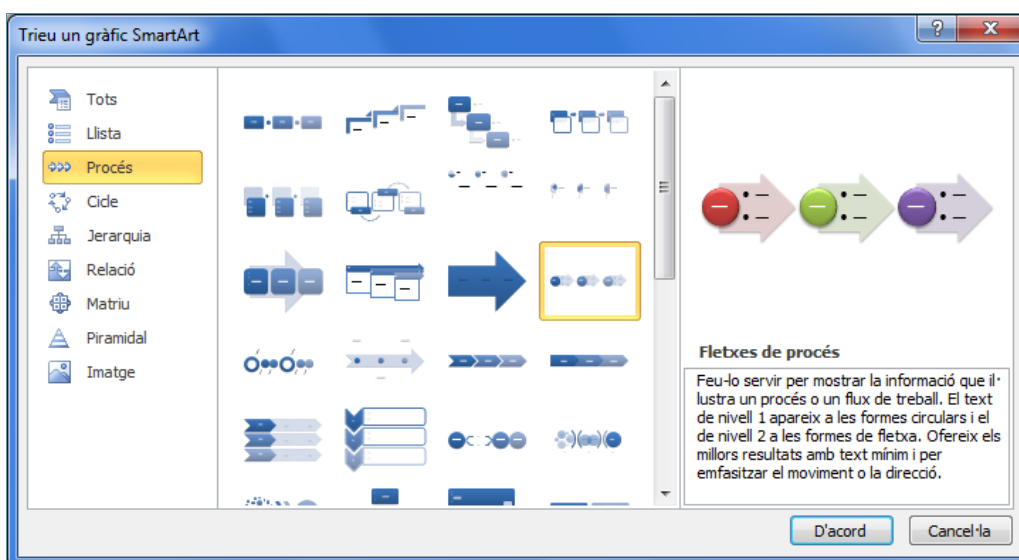 Trieu un gràfic SmartArt
Tots
Llista
Procés
Cicle
Jerarquia
Relació
Matriu
Piramidal
Imatge
Fletxes de procés
Feu-lo servir per mostrar la informació que il·
lustra un procés o un flux de treball. El text
de nivell 1 apareix a les formes circulars i el
de nivell 2 a les formes de fletxa. Ofereix els
millors resultats amb text mínim i per
emfasitzar el moviment o la direcció.
D'acord
Cancel·la